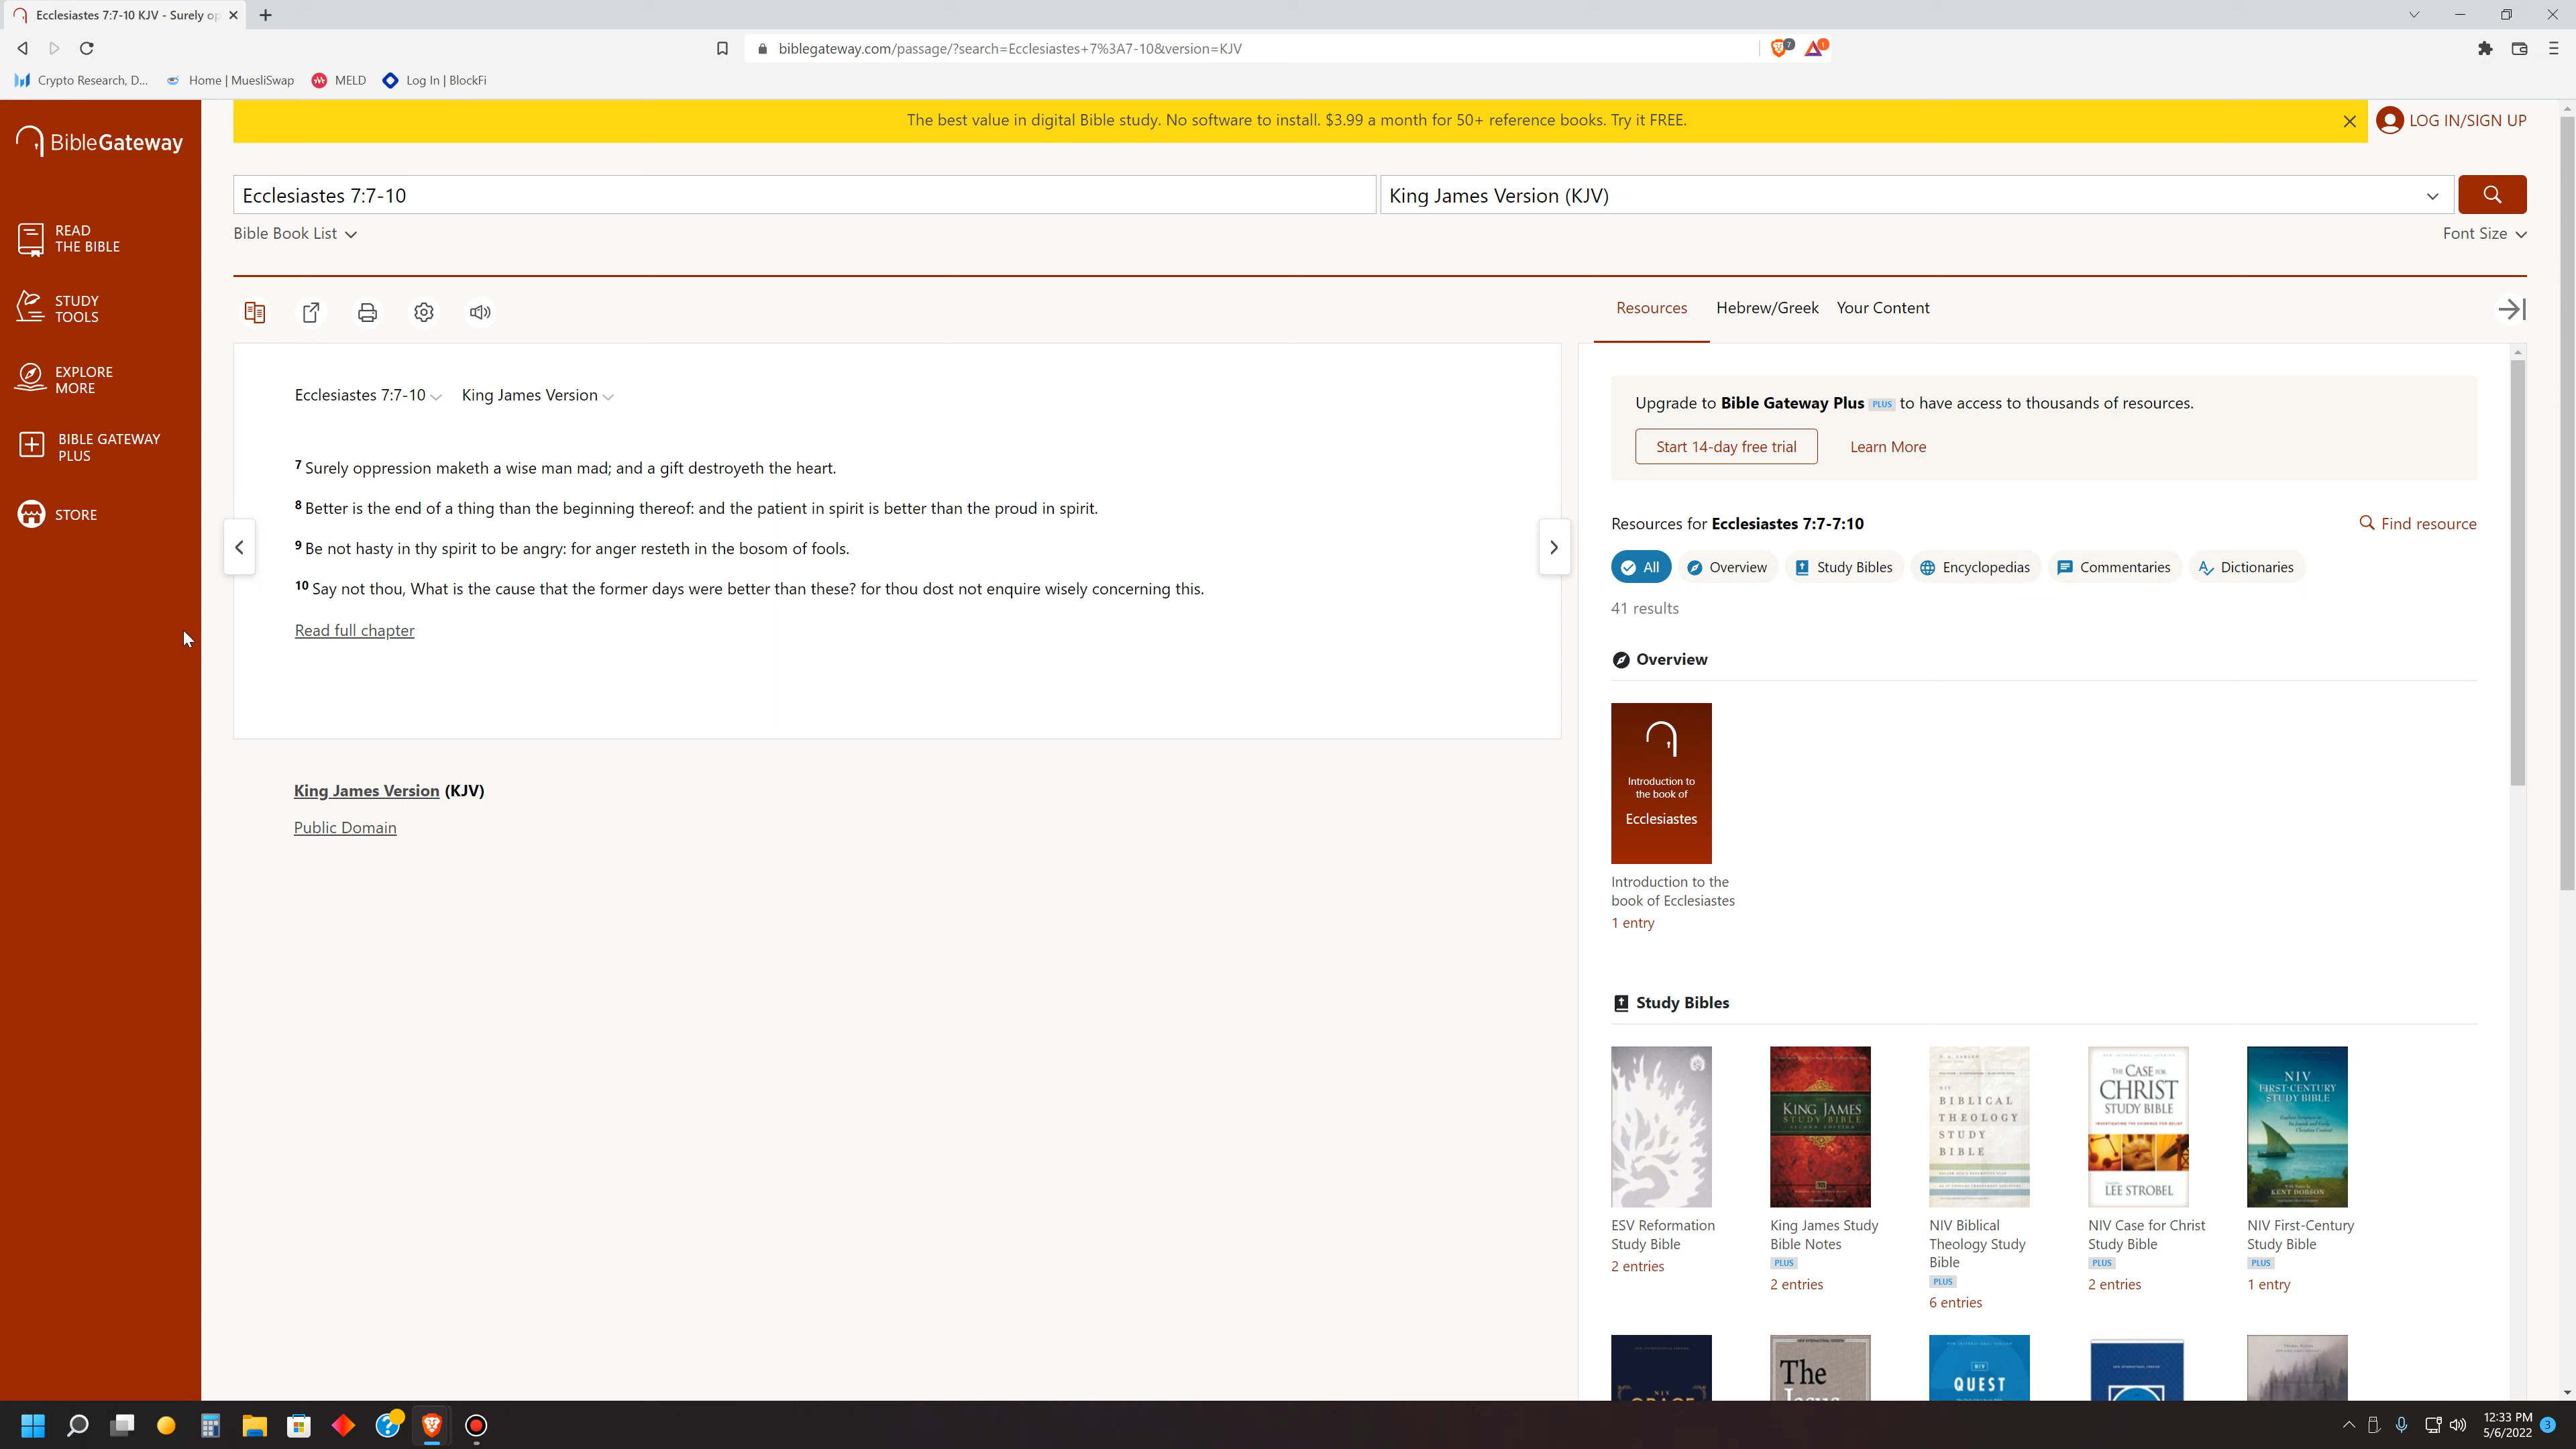 Ecclesiastes 7:7-10 KJV - Surely op
biblegateway.com/passage/?search=Ecclesiastes+7%3A7-10&version=KJV
7
1
Crypto Research, D...
Home | MuesliSwap
MELD
Log In | BlockFi
BibleGateway
The best value in digital Bible study. No software to install. $3.99 a month for 50+ reference books. Try it FREE.
LOG IN/SIGN UP
Ecclesiastes 7:7-10
King James Version (KJV)
Bible Book List
Font Size
READ
THE BIBLE
STUDY
TOOLS
EXPLORE
MORE
BIBLE GATEWAY
PLUS
STORE
Resources
Hebrew/Greek
Your Content
Ecclesiastes 7:7-10
King James Version
7 Surely oppression maketh a wise man mad; and a gift destroyeth the heart.
8 Better is the end of a thing than the beginning thereof: and the patient in spirit is better than the proud in spirit.
9 Be not hasty in thy spirit to be angry: for anger resteth in the bosom of fools.
10 Say not thou, What is the cause that the former days were better than these? for thou dost not enquire wisely concerning this.
Read full chapter
King James Version (KJV)
Public Domain
Upgrade to Bible Gateway Plus PLUS to have access to thousands of resources.
Start 14-day free trial
Learn More
Resources for Ecclesiastes 7:7-7:10
Find resource
All
Overview
Study Bibles
Encyclopedias
Commentaries
Dictionaries
41 results
Overview
Introduction to
the book of
Ecclesiastes
Introduction to the
book of Ecclesiastes
1 entry
Study Bibles
KING JAMES
STUDY BIBLE
SECOND EDITION
NIV
BIBLICAL
THEOLOGY
STUDY
BIBLE
THE CASE FOR
CHRIST
STUDY BIBLE
LEE STROBEL
NIV
FIRST-CENTURY
STUDY BIBLE
KENT DOBSON
ESV Reformation
Study Bible
2 entries
King James Study
Bible Notes
PLUS
2 entries
NIV Biblical
Theology Study
Bible
PLUS
6 entries
NIV Case for Christ
Study Bible
PLUS
2 entries
NIV First-Century
Study Bible
PLUS
1 entry
NIV
The
NIV
QUEST
12:33 PM
5/6/2022
3